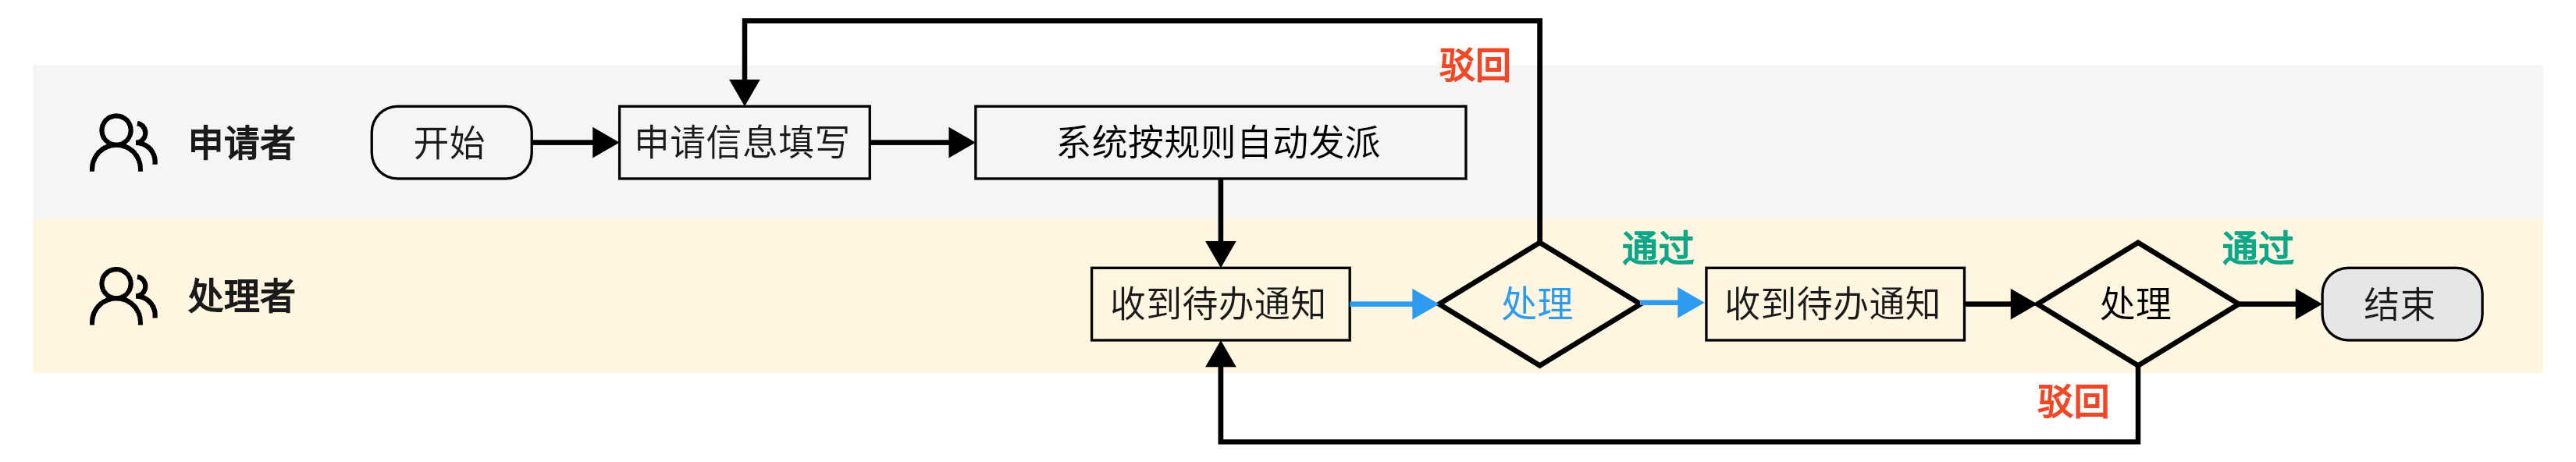 驳回
申请者
开始
申请信息填写
系统按规则自动发派
处理者
收到待办通知
处理
通过
收到待办通知
处理
通过
结束
驳回